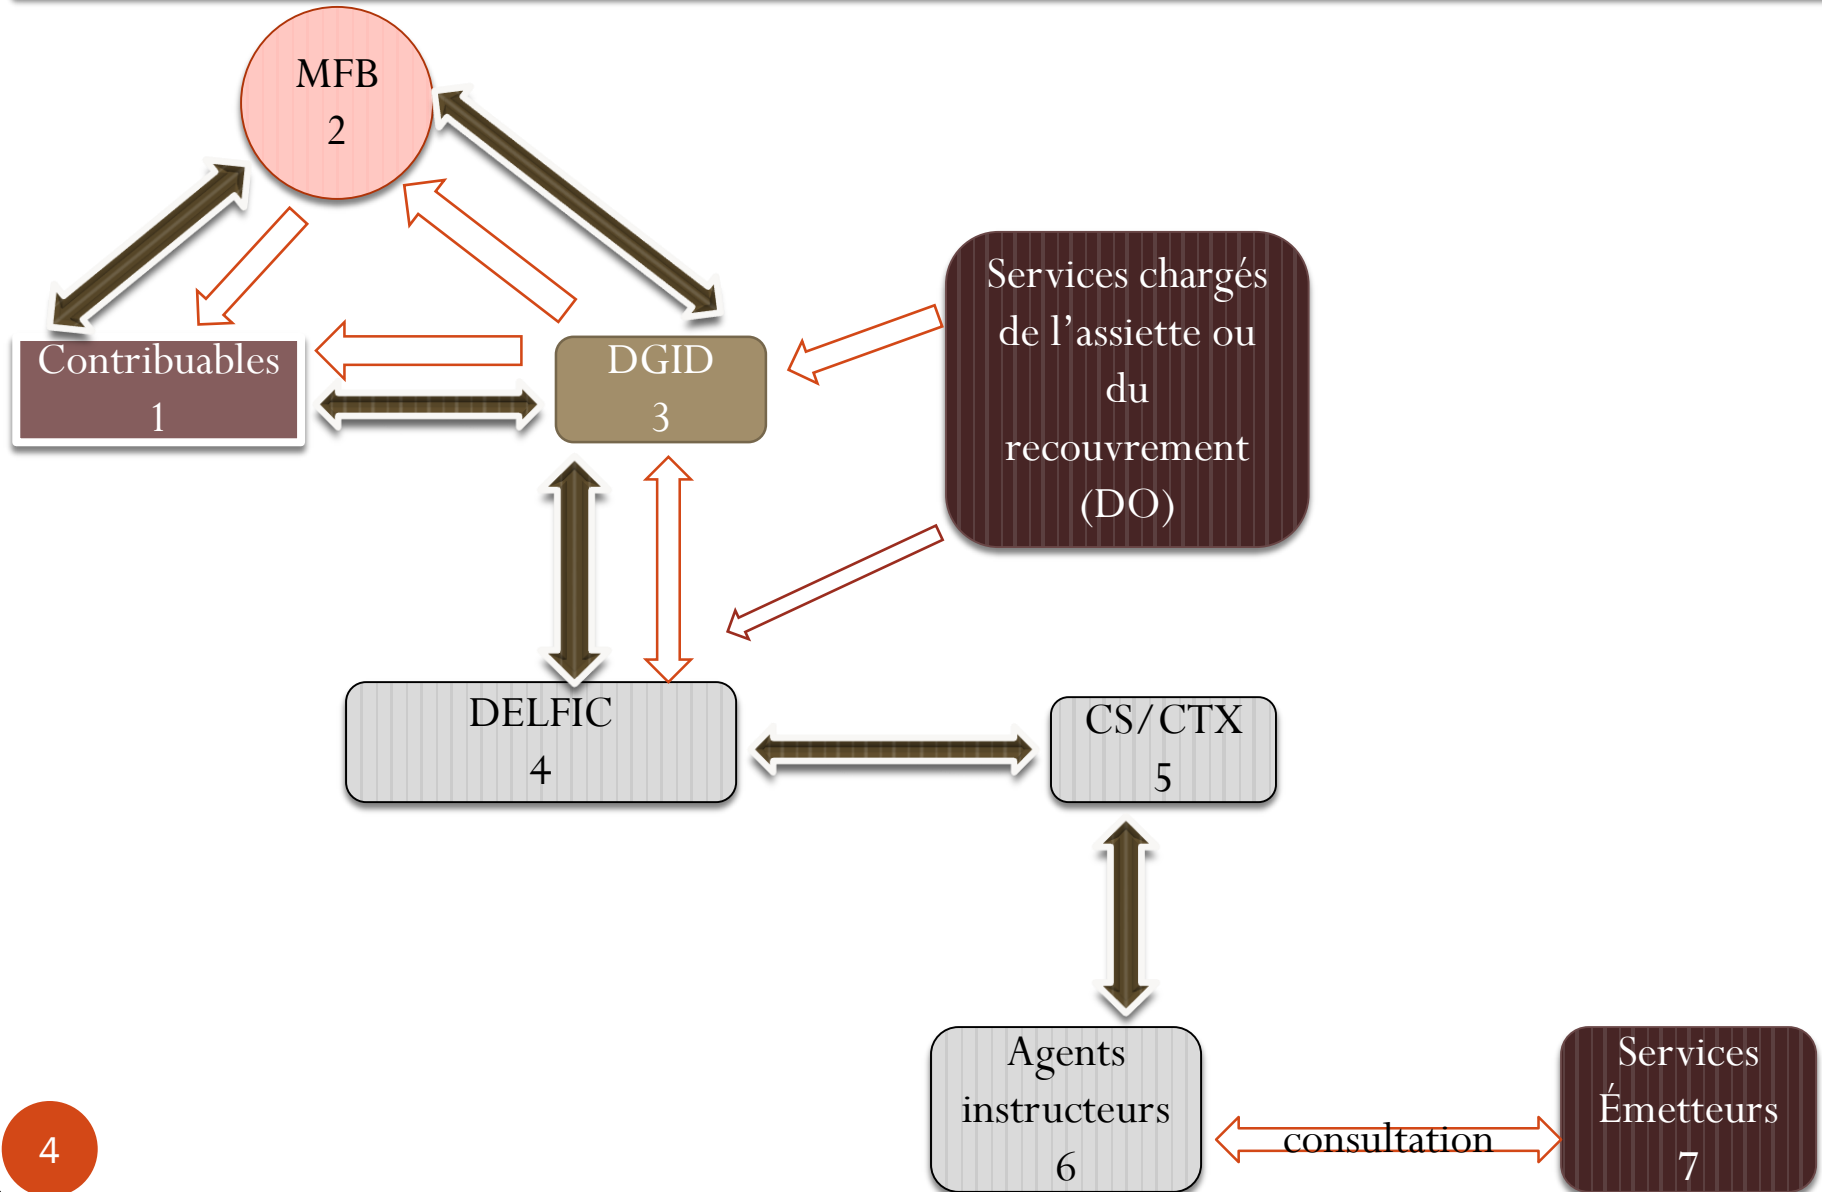 MFB
2
Contribuables
1
DGID
3
Services chargés
de l’assiette ou
du
recouvrement
(DO)
DELFIC
4
CS/CTX
5
Agents
instructeurs
6
consultation
Services
Émetteurs
7
4